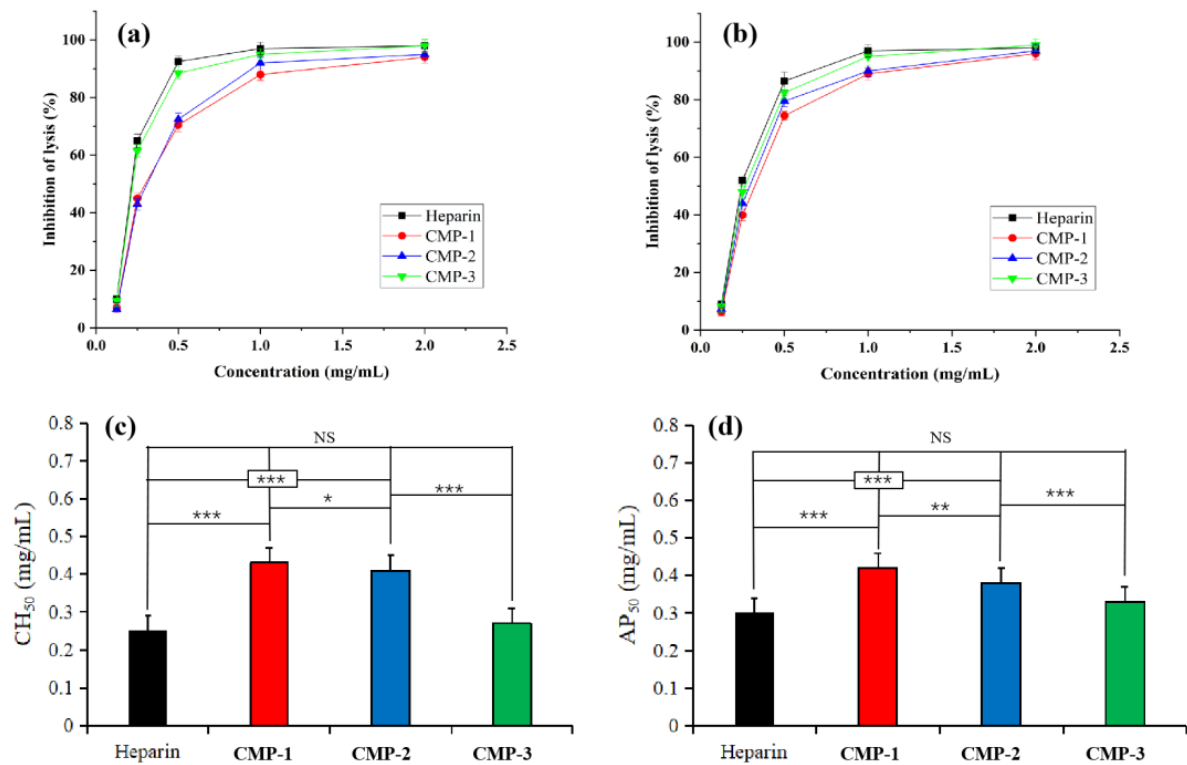 (a)
100
80
60
40
20
0
0.0 0.5 1.0 1.5 2.0 2.5
Inhibition of lysis (%)
Concentration (mg/mL)
Heparin
CMP-1
CMP-2
CMP-3
(b)
100
80
60
40
20
0
0.0 0.5 1.0 1.5 2.0 2.5
Inhibition of lysis (%)
Concentration (mg/mL)
Heparin
CMP-1
CMP-2
CMP-3
(c)
0.8
0.7
0.6
0.5
0.4
0.3
0.2
0.1
0
CH50 (mg/mL)
NS
***
***
*
***
Heparin CMP-1 CMP-2 CMP-3
(d)
0.8
0.7
0.6
0.5
0.4
0.3
0.2
0.1
0
AP50 (mg/mL)
NS
***
***
**
***
Heparin CMP-1 CMP-2 CMP-3